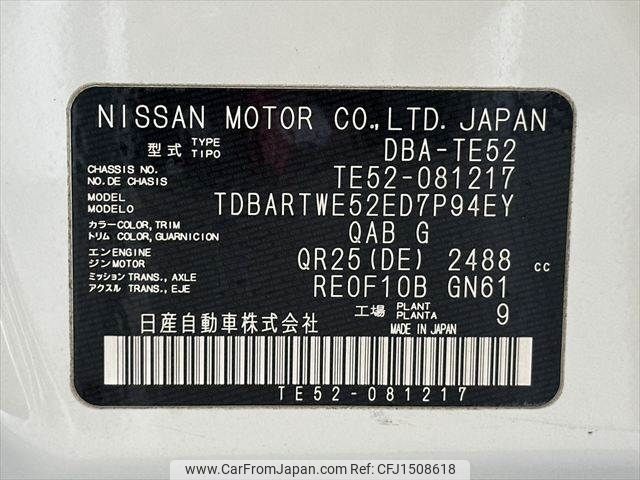 NISSAN MOTOR CO., LTD. JAPAN
型式 TYPE TIPO DBA-TE52
CHASSIS NO. NO. DE CHASIS TE52-081217
MODEL MODELO TDBARTWE52ED7P94EY
カラー COLOR, TRIM トリム COLOR, GUARNICION QAB G
エンジン ENGINE MOTOR QR25(DE) 2488 cc
ミッション TRANS., AXLE アクスル TRANS., EJE RE0F10B GN61
工場 PLANT PLANTA 9
日産自動車株式会社 MADE IN JAPAN
TE52-081217
www.CarFromJapan.com Ref No. CFJ1508618